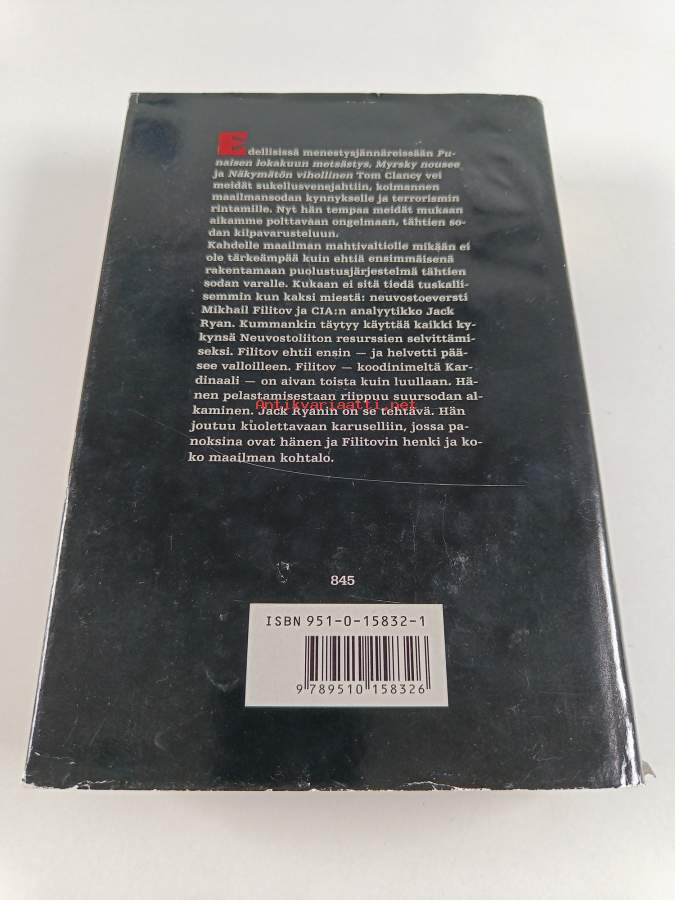 Edellisissä menestysjännäreissään Pu-
naisen lokakuun metsästys, Myrsky nousee
ja Näkymätön vihollinen Tom Clancy vei
meidät sukellusvenejahtiin, kolmannen
maailmansodan kynnykselle ja terrorismin
rintamille. Nyt hän tempaa meidät mukaan
aikamme polttavaan ongelmaan, tähtien so-
dan kilpavarusteluun.
Kahdelle maailman mahtivaltiolle mikään ei
ole tärkeämpää kuin ehtiä ensimmäisenä
rakentamaan puolustusjärjestelmä tähtien
sodan varalle. Kukaan ei sitä tiedä tuskalli-
semmin kun kaksi miestä: neuvostoeversti
Mikhail Filitov ja CIA:n analyytikko Jack
Ryan. Kummankin täytyy käyttää kaikki ky-
kynsä Neuvostoliiton resurssien selvittämi-
seksi. Filitov ehtii ensin — ja helvetti pää-
see valloilleen. Filitov — koodinimeltä Kar-
dinaali — on aivan toista kuin luullaan. Hä-
nen pelastamisestaan riippuu suursodan al-
kaminen. Jack Ryanin on se tehtävä. Hän
Antikvariaatti.net
joutuu kuolettavaan karuselliin, jossa pa-
noksina ovat hänen ja Filitovin henki ja ko-
ko maailman kohtalo.
845
ISBN 951-0-15832-1
9 789510 158326